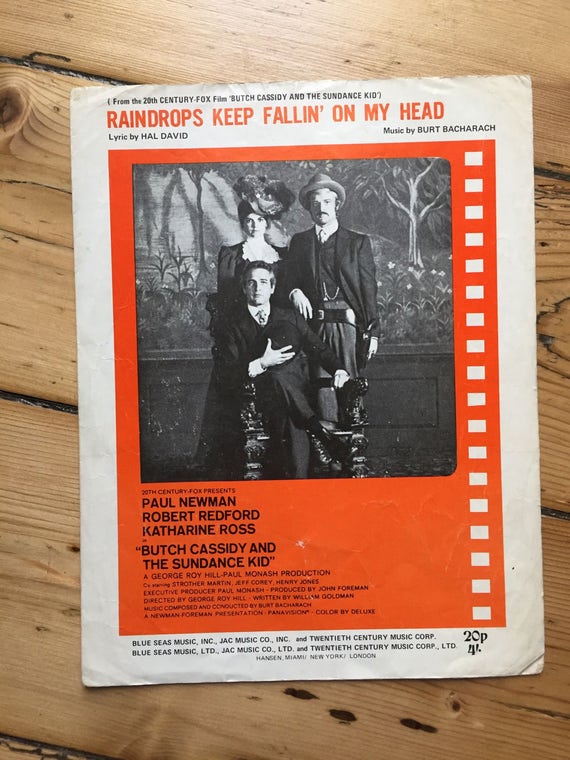 ( From the 20th CENTURY-FOX Film 'BUTCH CASSIDY AND THE SUNDANCE KID')
RAINDROPS KEEP FALLIN' ON MY HEAD
Lyric by HAL DAVID Music by BURT BACHARACH
20TH CENTURY-FOX PRESENTS
PAUL NEWMAN
ROBERT REDFORD
KATHARINE ROSS
in
"BUTCH CASSIDY AND
THE SUNDANCE KID"
A GEORGE ROY HILL-PAUL MONASH PRODUCTION
Co starring STROTHER MARTIN, JEFF COREY, HENRY JONES
EXECUTIVE PRODUCER PAUL MONASH - PRODUCED BY JOHN FOREMAN
DIRECTED BY GEORGE ROY HILL - WRITTEN BY WILLIAM GOLDMAN
MUSIC COMPOSED AND CONDUCTED BY BURT BACHARACH
A NEWMAN-FOREMAN PRESENTATION · PANAVISION® · COLOR BY DELUXE
BLUE SEAS MUSIC, INC., JAC MUSIC CO., INC. and TWENTIETH CENTURY MUSIC CORP.
BLUE SEAS MUSIC, LTD., JAC MUSIC CO., LTD. and TWENTIETH CENTURY MUSIC CORP., LTD.
HANSEN, MIAMI/ NEW YORK/ LONDON
20p
4/-